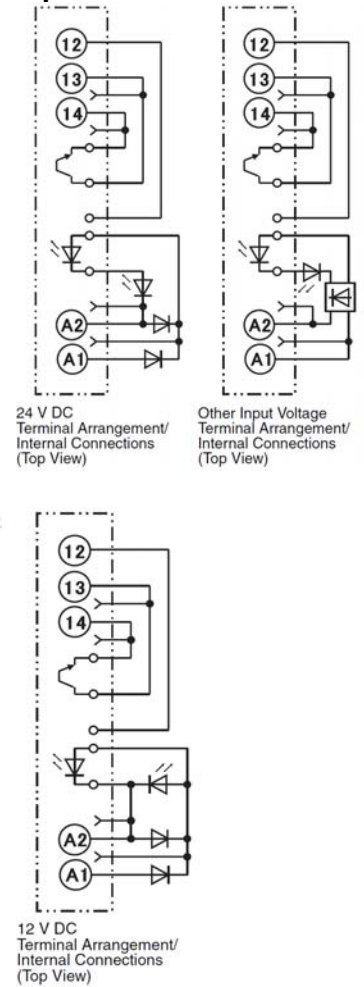 12
13
14
A2
A1
24 V DC
Terminal Arrangement/
Internal Connections
(Top View)
12
13
14
A2
A1
Other Input Voltage
Terminal Arrangement/
Internal Connections
(Top View)
12
13
14
A2
A1
12 V DC
Terminal Arrangement/
Internal Connections
(Top View)